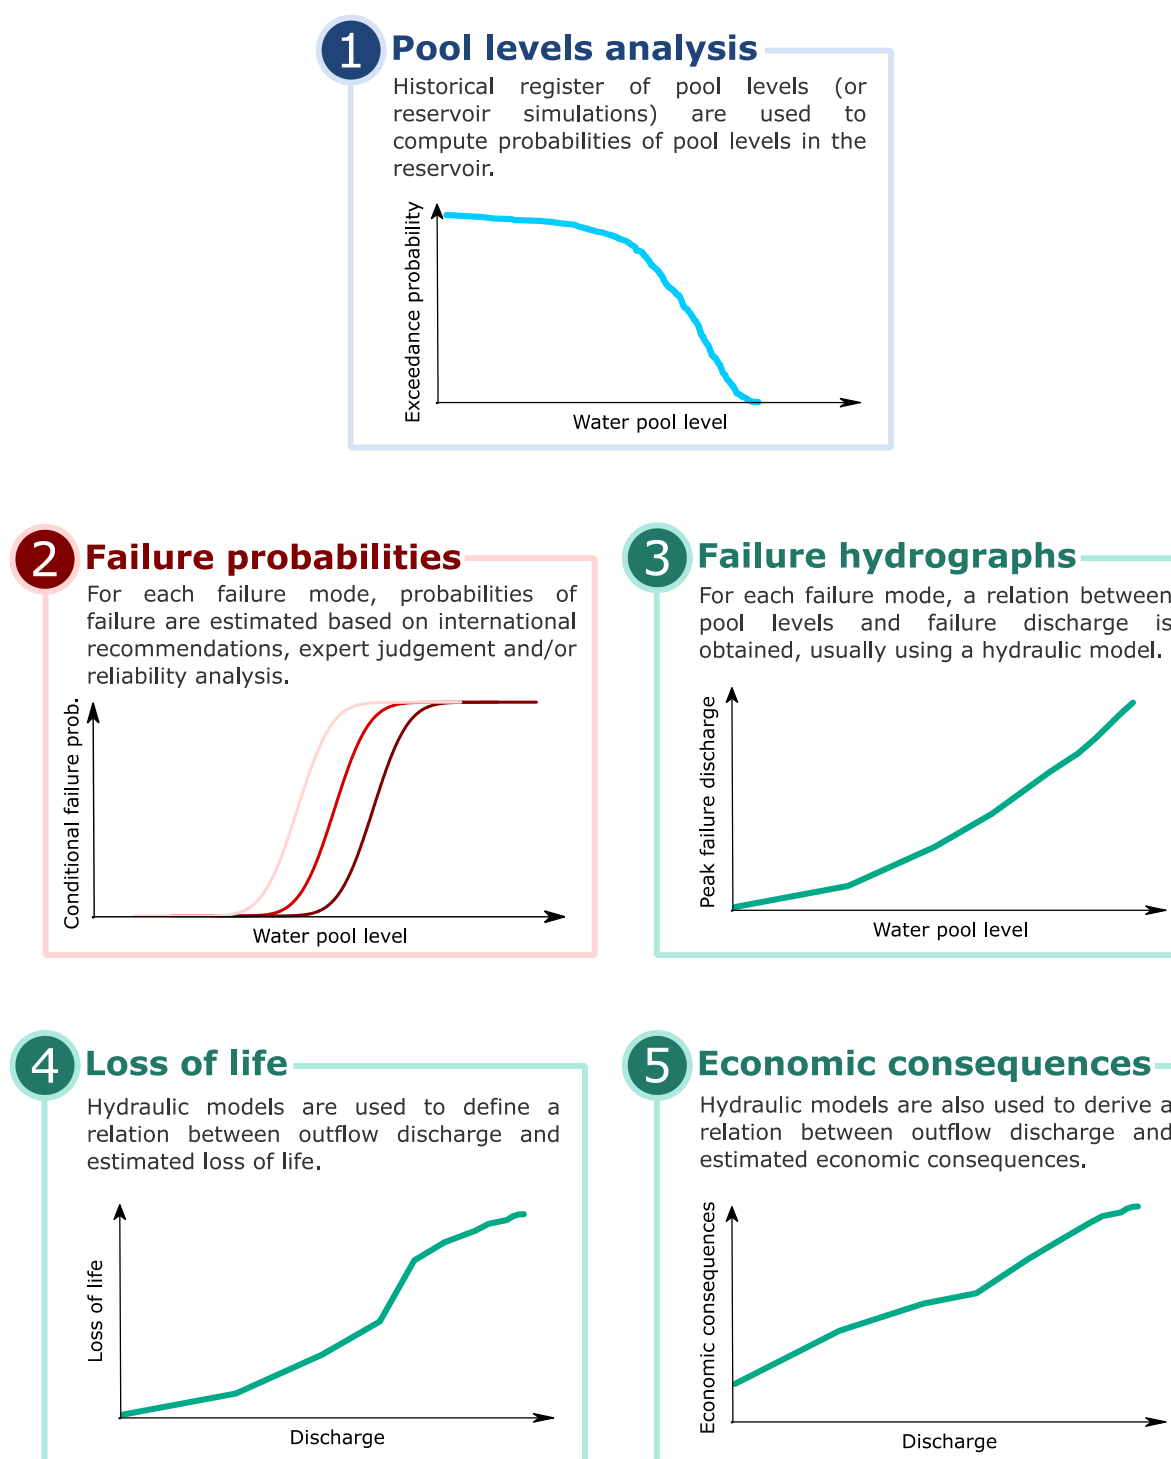 1 Pool levels analysis
Historical register of pool levels (or
reservoir simulations) are used to
compute probabilities of pool levels in the
reservoir.
Exceedance probability
Water pool level
2 Failure probabilities
For each failure mode, probabilities of
failure are estimated based on international
recommendations, expert judgement and/or
reliability analysis.
Conditional failure prob.
Water pool level
3 Failure hydrographs
For each failure mode, a relation between
pool levels and failure discharge is
obtained, usually using a hydraulic model.
Peak failure discharge
Water pool level
4 Loss of life
Hydraulic models are used to define a
relation between outflow discharge and
estimated loss of life.
Loss of life
Discharge
5 Economic consequences
Hydraulic models are also used to derive a
relation between outflow discharge and
estimated economic consequences.
Economic consequences
Discharge